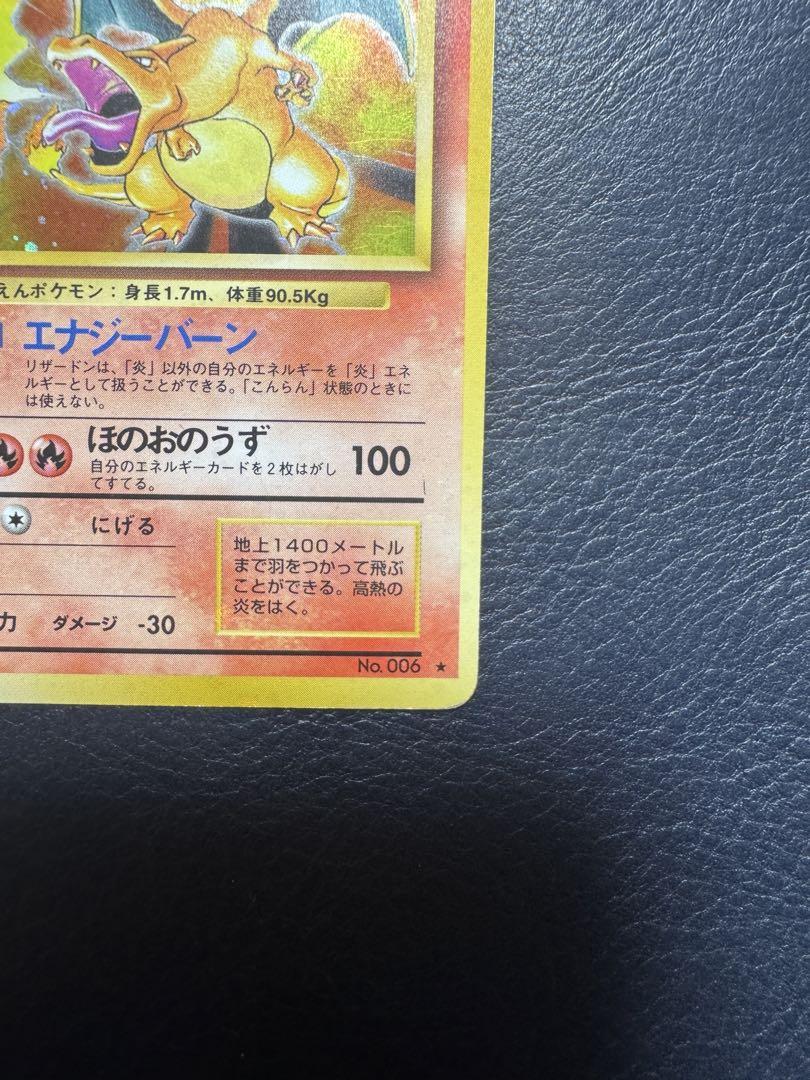 えんポケモン：身長1.7m、体重90.5Kg
エナジーバーン
リザードンは、「炎」以外の自分のエネルギーを「炎」エネ
ルギーとして扱うことができる。「こんらん」状態のときに
は使えない。
ほのおのうず 100
自分のエネルギーカードを2枚はがし
てすてる。
にげる
地上1400メートル
まで羽をつかって飛ぶ
ことができる。高熱の
炎をはく。
力 ダメージ -30
No. 006 ★